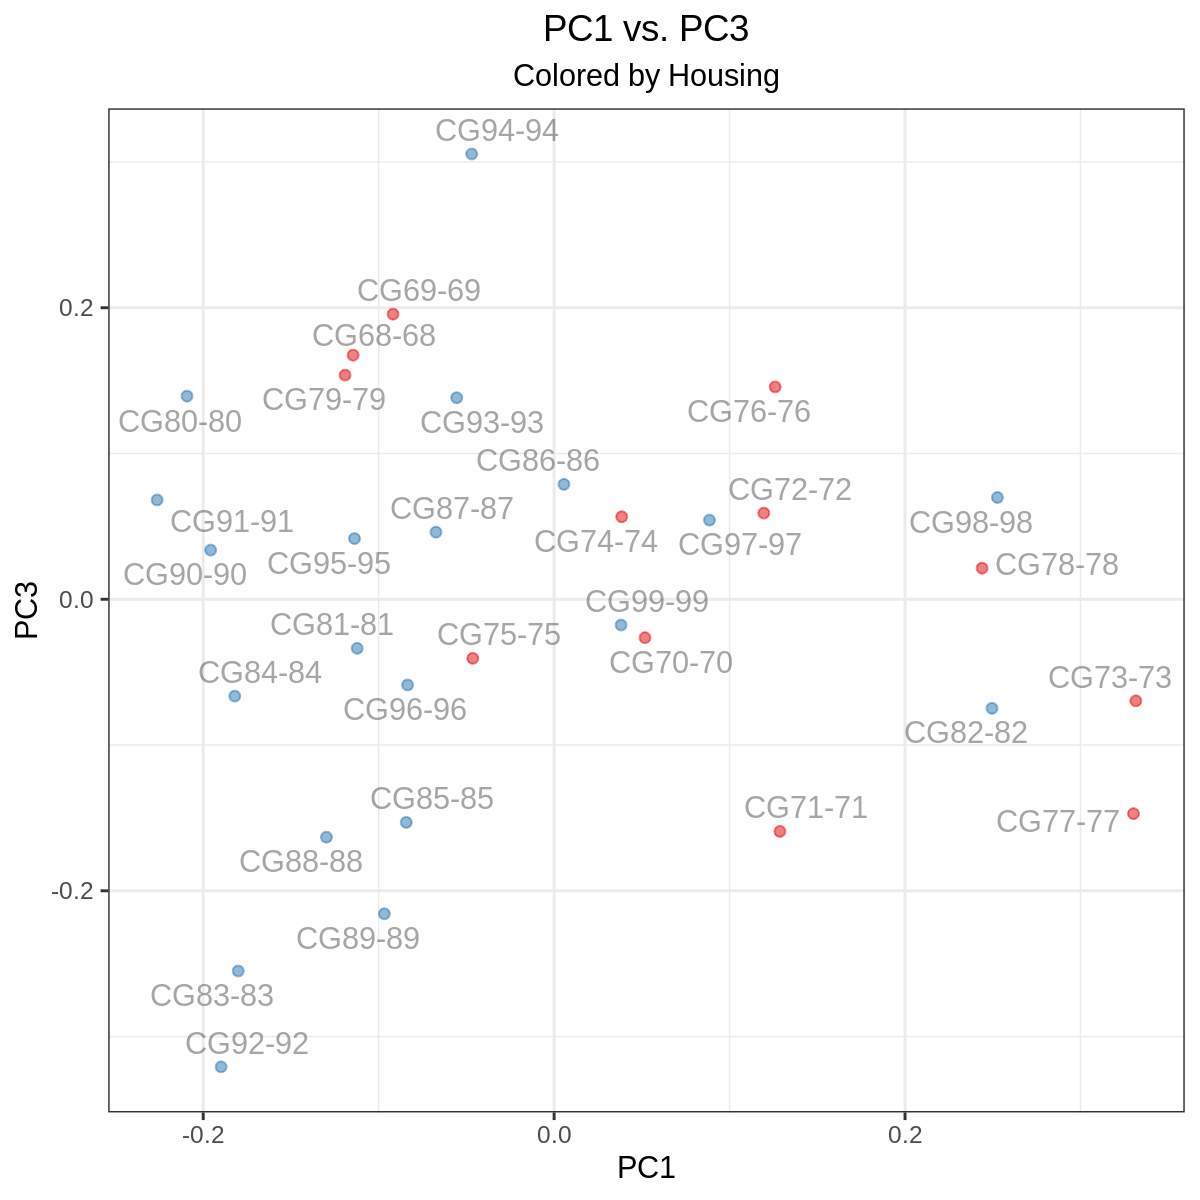 PC1 vs. PC3
Colored by Housing
CG94-94
CG69-69
0.2
CG68-68
CG79-79
CG80-80
CG93-93
CG76-76
CG86-86
CG72-72
CG87-87
CG91-91
CG98-98
CG74-74
CG97-97
CG95-95
CG78-78
CG90-90
0.0
CG99-99
PC3
CG81-81
CG75-75
CG70-70
CG84-84
CG73-73
CG96-96
CG82-82
CG85-85
CG71-71
CG77-77
CG88-88
-0.2
CG89-89
CG83-83
CG92-92
-0.2 0.0 0.2
PC1